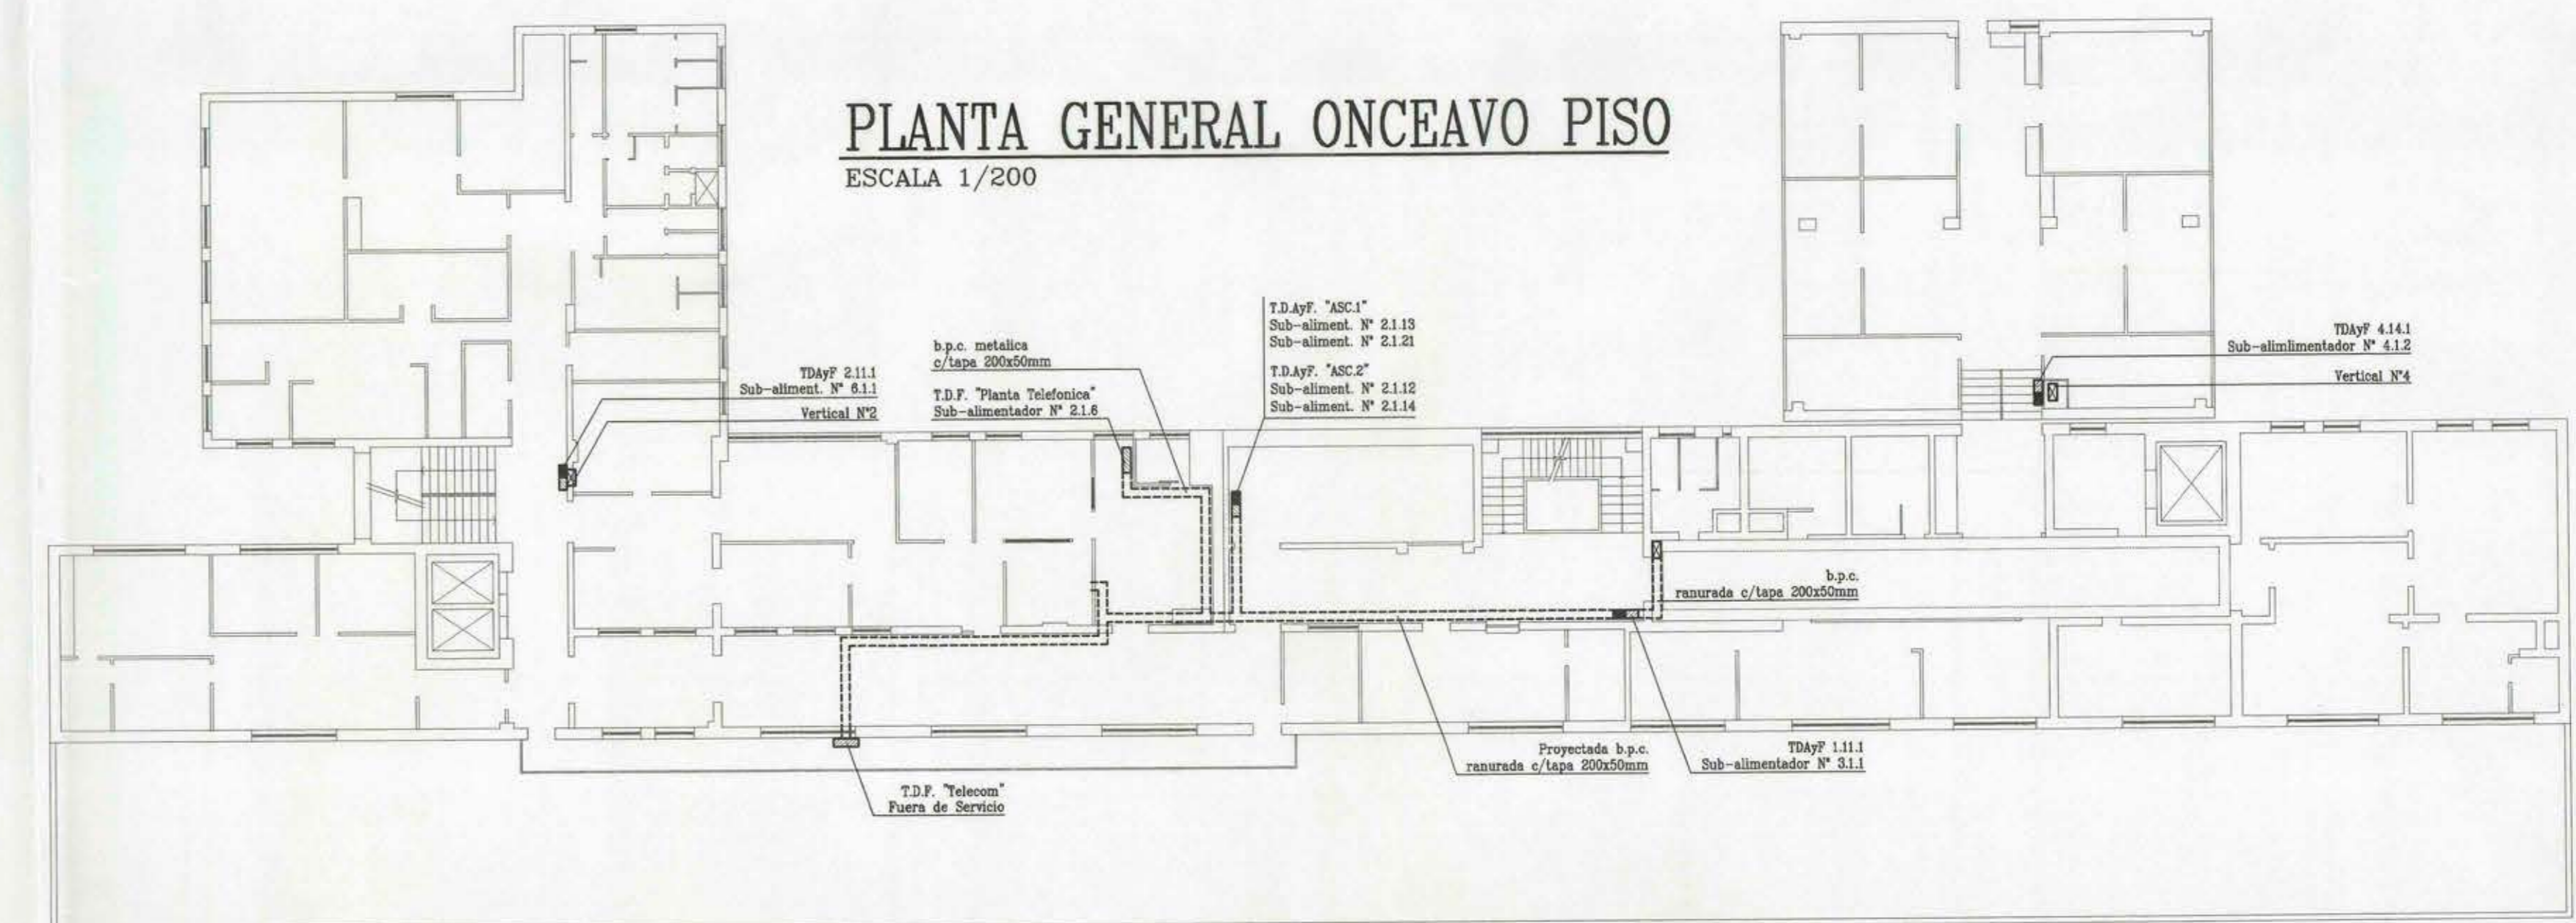 PLANTA GENERAL ONCEAVO PISO
ESCALA 1/200
T.D.AyF. "ASC.1"
Sub-aliment. N° 2.1.13
Sub-aliment. N° 2.1.21
T.D.AyF. "ASC.2"
Sub-aliment. N° 2.1.12
Sub-aliment. N° 2.1.14
b.p.c. metalica
c/tapa 200x50mm
T.D.F. "Planta Telefonica"
Sub-alimentador N° 2.1.6
TDAyF 2.11.1
Sub-aliment. N° 6.1.1
Vertical N°2
TDAyF 4.14.1
Sub-alimlimentador N° 4.1.2
Vertical N°4
b.p.c.
ranurada c/tapa 200x50mm
Proyectada b.p.c.
ranurada c/tapa 200x50mm
TDAyF 1.11.1
Sub-alimentador N° 3.1.1
T.D.F. "Telecom"
Fuera de Servicio